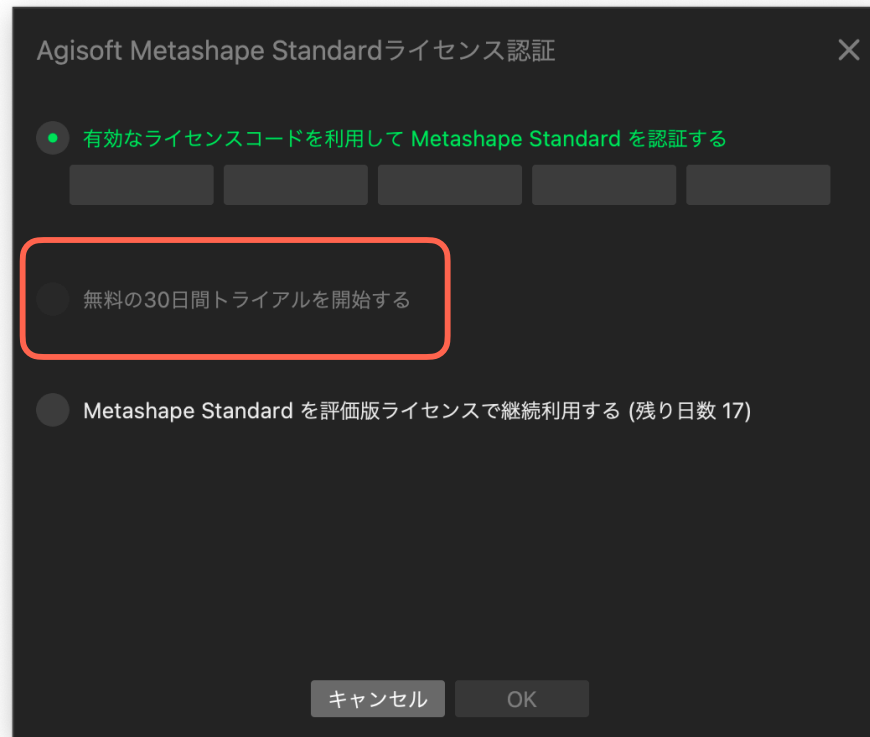 Agisoft Metashape Standardライセンス認証
有効なライセンスコードを利用して Metashape Standard を認証する
無料の30日間トライアルを開始する
Metashape Standard を評価版ライセンスで継続利用する (残り日数 17)
キャンセル
OK